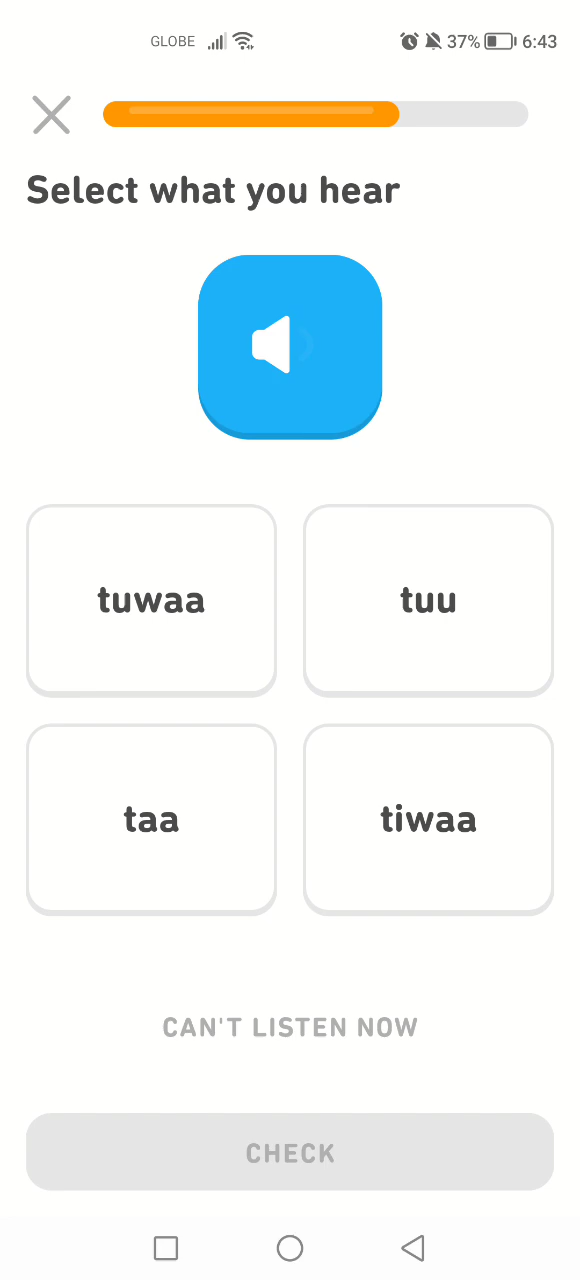 GLOBE 37% 6:43
Select what you hear
tuwaa tuu
taa tiwaa
CAN'T LISTEN NOW
CHECK